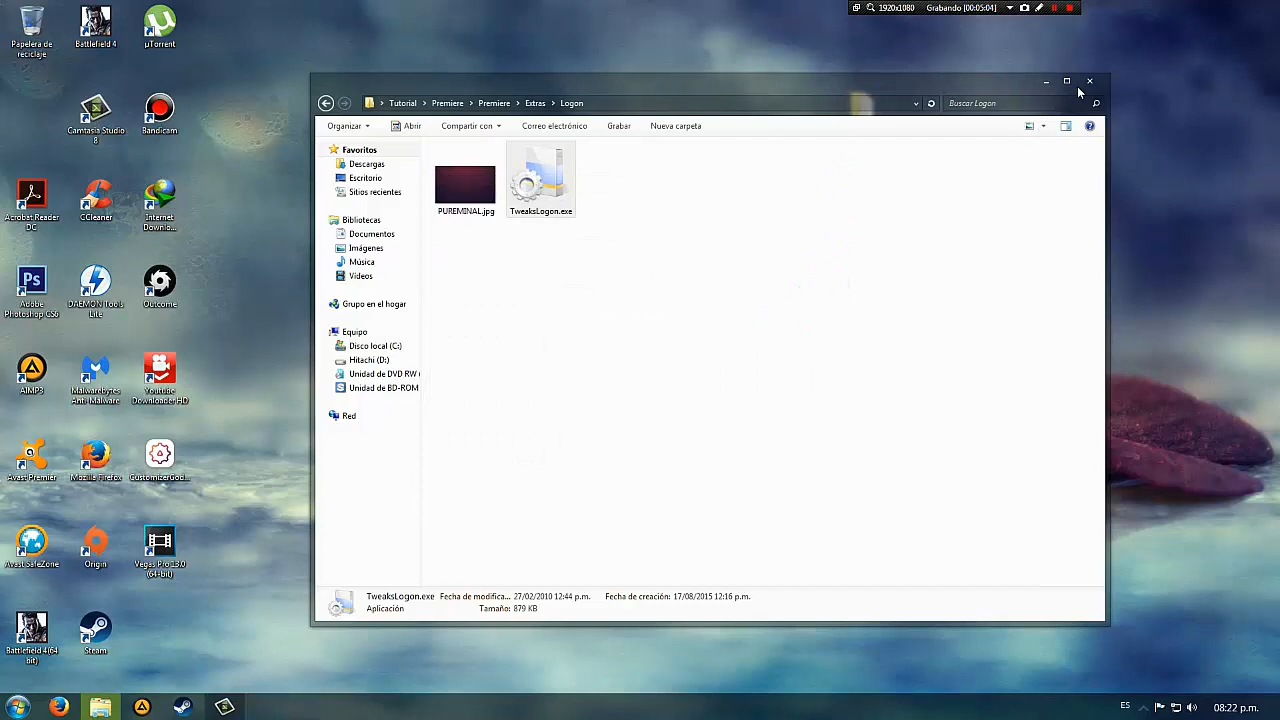 1920x1080
Grabando [00:05:04]
Papelera de
reciclaje
Battlefield 4
µTorrent
Camtasia Studio
8
Bandicam
Acrobat Reader
DC
CCleaner
Internet
Downlo...
Ps
Adobe
Photoshop CS6
DAEMON Tools
Lite
Outcome
AIMP3
Malwarebytes
Anti-Malware
Youtube
Downloader HD
Avast Premier
Mozilla Firefox
CustomizerGod...
Avast SafeZone
Origin
Vegas Pro 13.0
(64-bit)
Battlefield 4(64
bit)
Steam
Tutorial
Premiere
Premiere
Extras
Logon
Buscar Logon
Organizar
Abrir
Compartir con
Correo electrónico
Grabar
Nueva carpeta
Favoritos
Descargas
Escritorio
Sitios recientes
Bibliotecas
Documentos
Imágenes
Música
Vídeos
Grupo en el hogar
Equipo
Disco local (C:)
Hitachi (D:)
Unidad de DVD RW (
Unidad de BD-ROM
Red
PUREMINAL.jpg
TweaksLogon.exe
TweaksLogon.exe Fecha de modifica... 27/02/2010 12:44 p.m. Fecha de creación: 17/08/2015 12:16 p.m.
Aplicación Tamaño: 879 KB
ES
08:22 p.m.